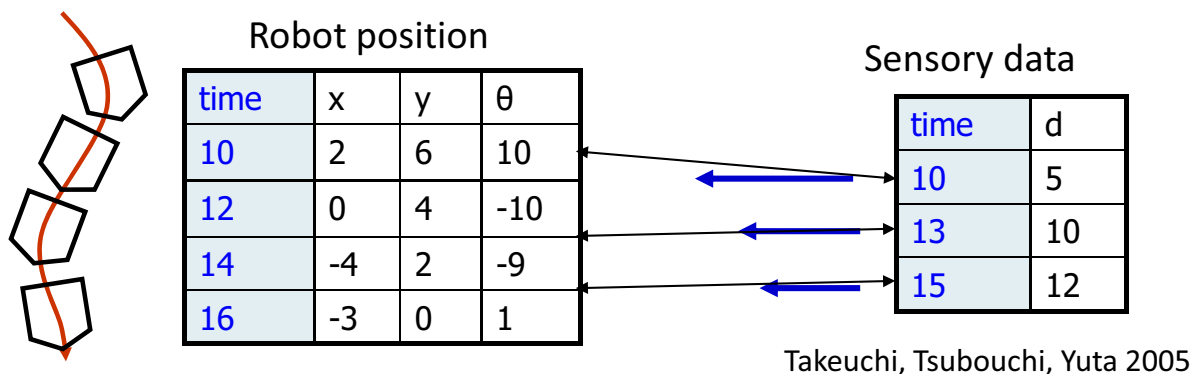 Robot position
time x y θ
10 2 6 10
12 0 4 -10
14 -4 2 -9
16 -3 0 1
Sensory data
time d
10 5
13 10
15 12
Takeuchi, Tsubouchi, Yuta 2005